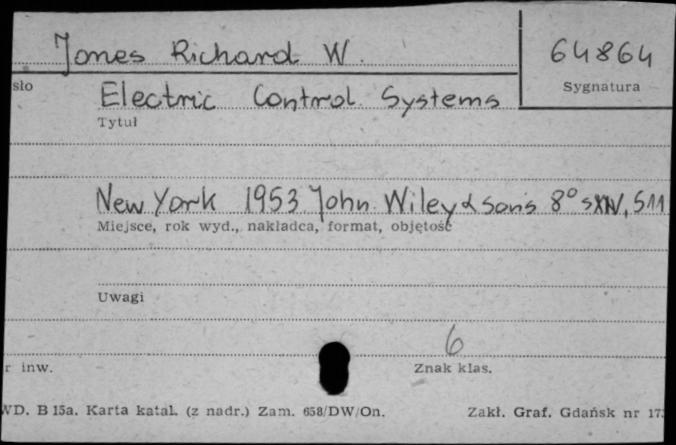 Jones Richard W.
64864
Sygnatura
sło
Electric Control Systems
Tytuł
New York 1953 John Wiley & sons 8° s XIV, 511
Miejsce, rok wyd., nakładca, format, objętość
Uwagi
6
r inw.
Znak klas.
WD. B 15a. Karta katal. (z nadr.) Zam. 658/DW/On.
Zakł. Graf. Gdańsk nr 17